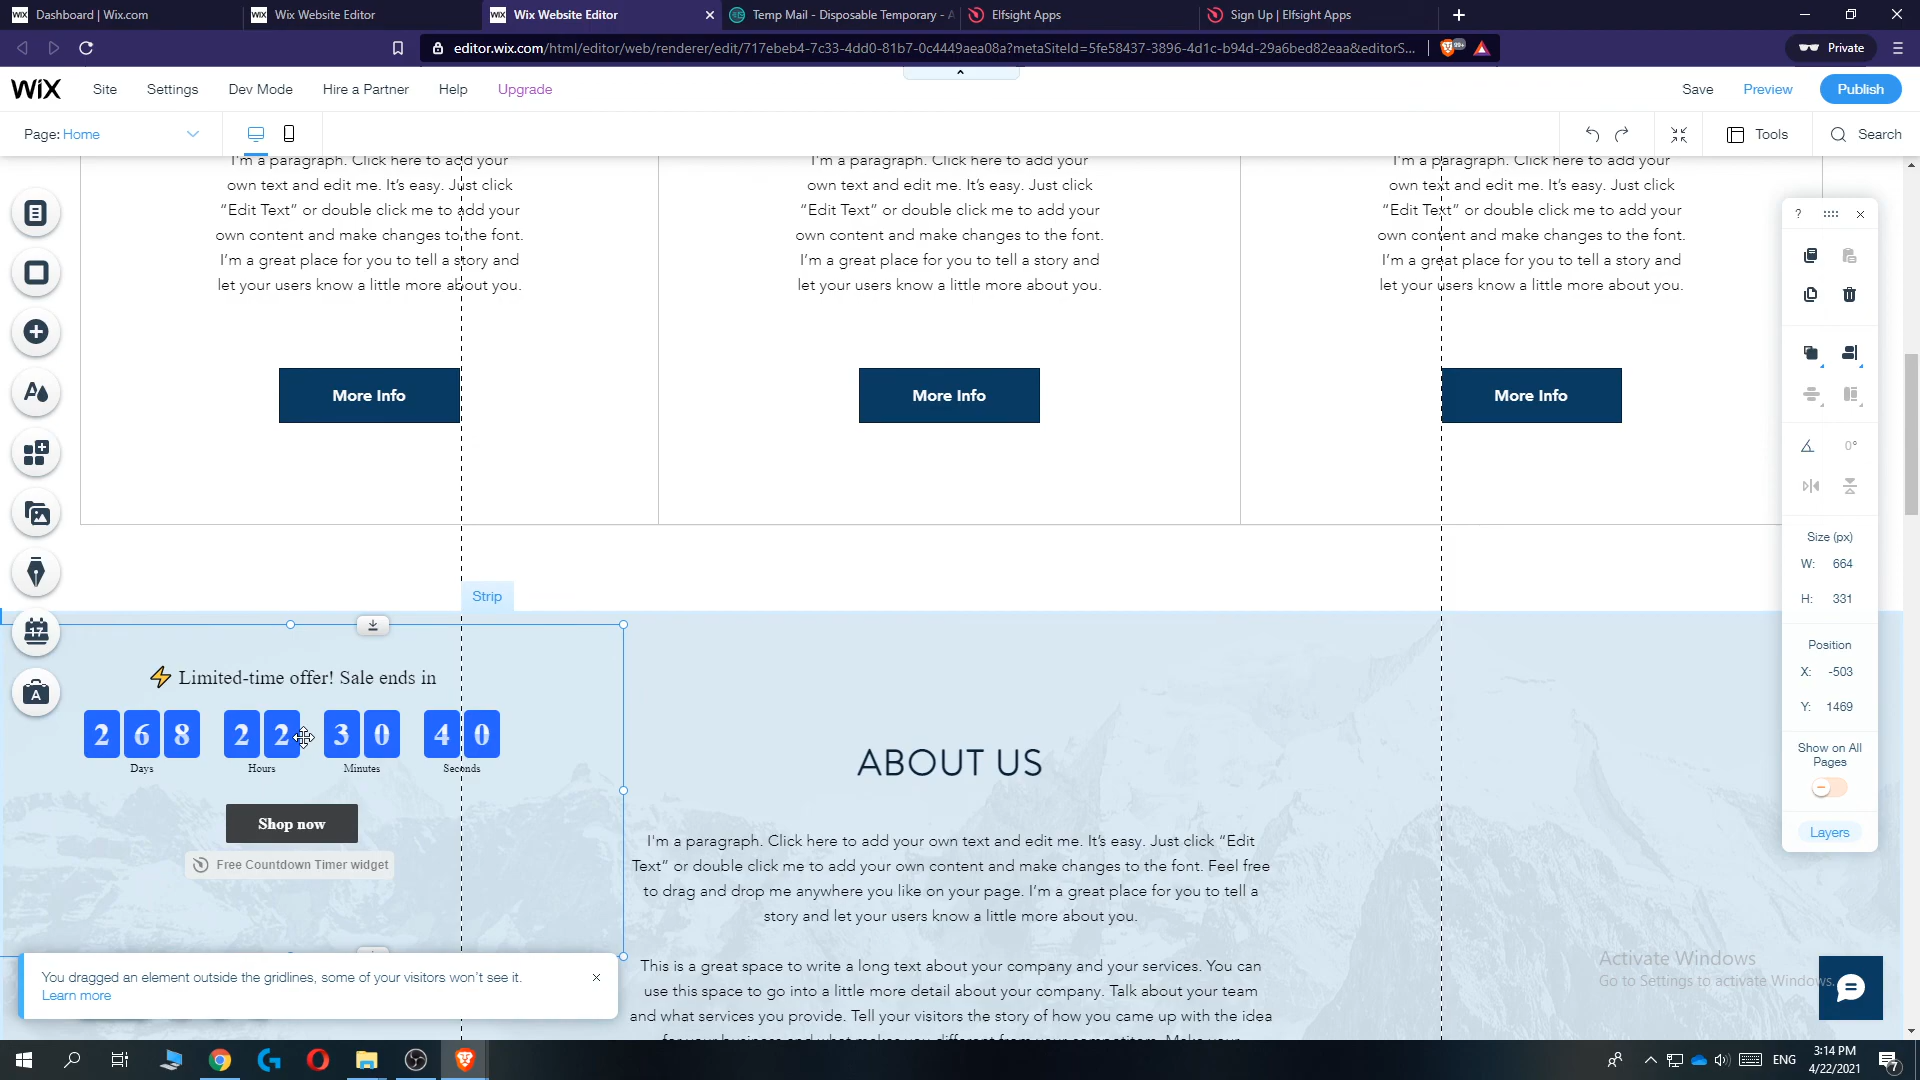 Dashboard | Wix.com
Wix Website Editor
Wix Website Editor
Temp Mail - Disposable Temporary - A
Elfsight Apps
Sign Up | Elfsight Apps
editor.wix.com/html/editor/web/renderer/edit/717ebeb4-7c33-4dd0-81b7-0c4449aea08a?metaSiteId=5fe58437-3896-4d1c-b94d-29a6bed82eaa&editorS...
99+
Private
WiX
Site
Settings
Dev Mode
Hire a Partner
Help
Upgrade
Save
Preview
Publish
Page: Home
Tools
Search
I'm a paragraph. Click here to add your
own text and edit me. It's easy. Just click
“Edit Text” or double click me to add your
own content and make changes to the font.
I'm a great place for you to tell a story and
let your users know a little more about you.
I'm a paragraph. Click here to add your
own text and edit me. It's easy. Just click
“Edit Text” or double click me to add your
own content and make changes to the font.
I'm a great place for you to tell a story and
let your users know a little more about you.
I'm a paragraph. Click here to add your
own text and edit me. It's easy. Just click
“Edit Text” or double click me to add your
own content and make changes to the font.
I'm a great place for you to tell a story and
let your users know a little more about you.
More Info
More Info
More Info
?
0°
Size (px)
W: 664
H: 331
Position
X: -503
Y: 1469
Show on All
Pages
Layers
Strip
17
A
Limited-time offer! Sale ends in
2 6 8 2 2 3 0 4 0
Days Hours Minutes Seconds
Shop now
Free Countdown Timer widget
ABOUT US
I'm a paragraph. Click here to add your own text and edit me. It's easy. Just click “Edit
Text” or double click me to add your own content and make changes to the font. Feel free
to drag and drop me anywhere you like on your page. I'm a great place for you to tell a
story and let your users know a little more about you.
This is a great space to write a long text about your company and your services. You can
use this space to go into a little more detail about your company. Talk about your team
and what services you provide. Tell your visitors the story of how you came up with the idea
for your business and what makes you different from your competitors. Make your
You dragged an element outside the gridlines, some of your visitors won't see it.
Learn more
Activate Windows
Go to Settings to activate Windows.
ENG
3:14 PM
4/22/2021
7